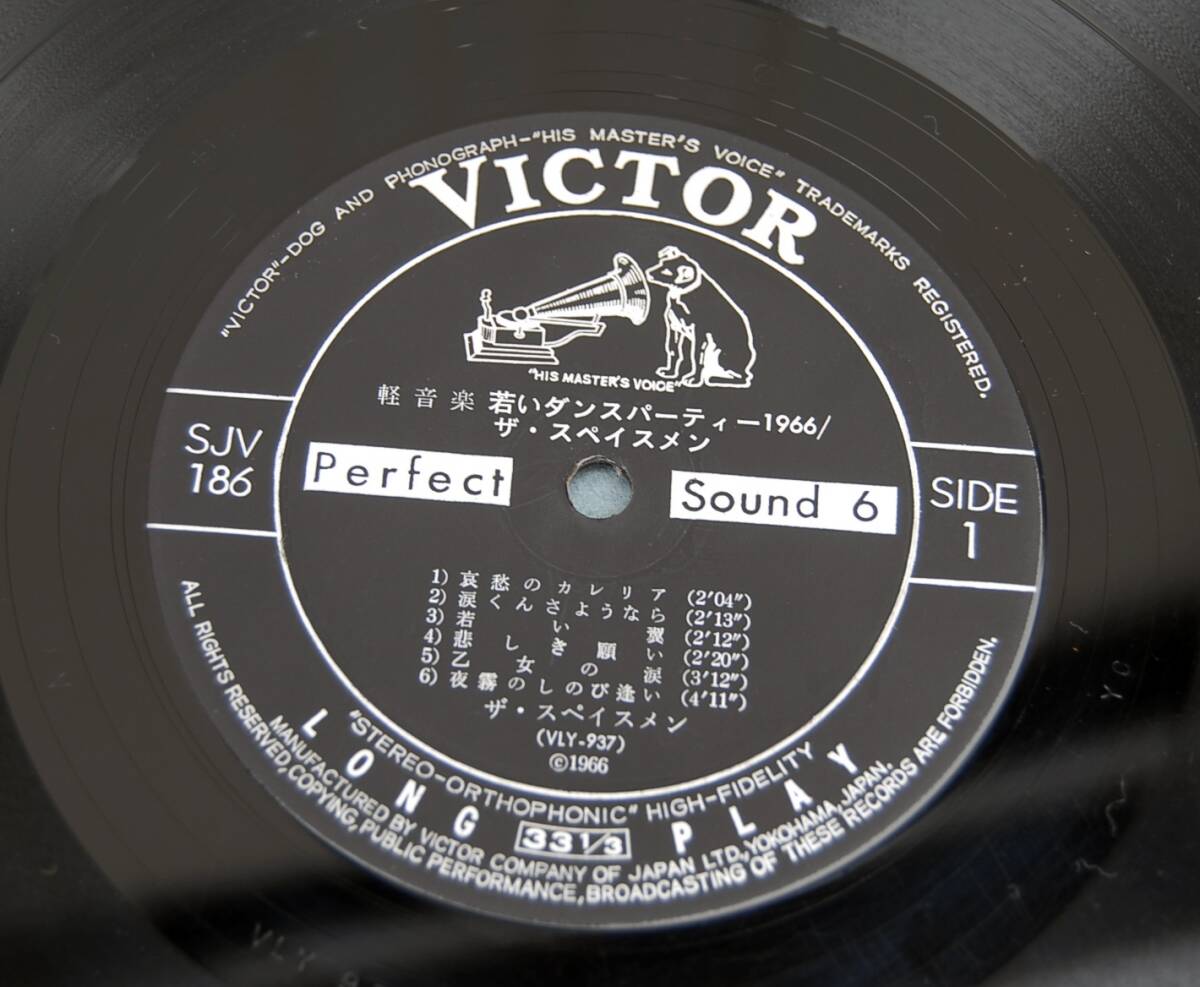 "VICTOR"-DOG AND PHONOGRAPH-"HIS MASTER'S VOICE" TRADEMARKS REGISTERED.
VICTOR
"HIS MASTER'S VOICE"
軽音楽 若いダンスパーティー1966/
ザ・スペイスメン
SJV
186
Perfect Sound 6
SIDE
1
1) 哀愁のカレリア (2'04")
2) 涙くんさようなら (2'13")
3) 若い翼 (2'12")
4) 悲しき願い (2'20")
5) 乙女の涙 (3'12")
6) 夜霧のしのび逢い (4'11")
ザ・スペイスメン
(VLY-937)
©1966
"STEREO-ORTHOPHONIC" HIGH-FIDELITY
LONG 33 1/3 PLAY
MANUFACTURED BY VICTOR COMPANY OF JAPAN LTD., YOKOHAMA, JAPAN.
ALL RIGHTS RESERVED, COPYING, PUBLIC PERFORMANCE, BROADCASTING OF THESE RECORDS ARE FORBIDDEN.
VLY